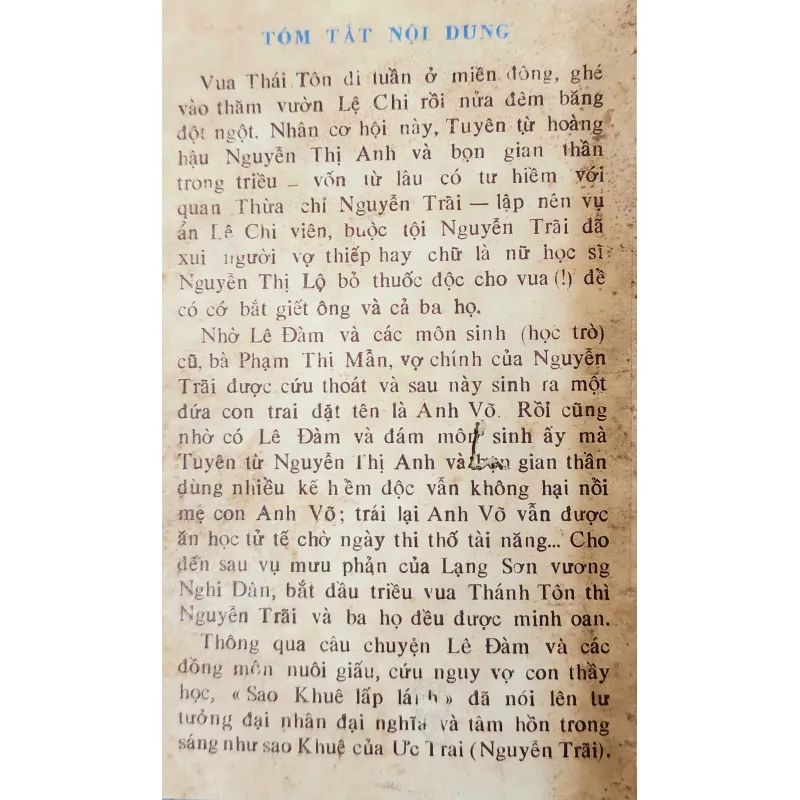 TÓM TẮT NỘI DUNG
Vua Thái Tôn đi tuần ở miền đông, ghé
vào thăm vườn Lệ Chi rồi nửa đêm băng
đột ngột. Nhân cơ hội này, Tuyên từ hoàng
hậu Nguyễn Thị Anh và bọn gian thần
trong triều – vốn từ lâu có tư hiềm với
quan Thừa chỉ Nguyễn Trãi — lập nên vụ
án Lệ Chi viên, buộc tội Nguyễn Trãi đã
xui người vợ thiếp hay chữ là nữ học sĩ
Nguyễn Thị Lộ bỏ thuốc độc cho vua (!) để
có cớ bắt giết ông và cả ba họ.
Nhờ Lê Đàm và các môn sinh (học trò)
cũ, bà Phạm Thị Mẫn, vợ chính của Nguyễn
Trãi được cứu thoát và sau này sinh ra một
đứa con trai đặt tên là Anh Võ. Rồi cũng
nhờ có Lê Đàm và đám môn sinh ấy mà
Tuyên từ Nguyễn Thị Anh và bọn gian thần
dùng nhiều kế hiềm độc vẫn không hại nổi
mẹ con Anh Võ; trái lại Anh Võ vẫn được
ăn học tử tế chờ ngày thi thố tài năng... Cho
đến sau vụ mưu phản của Lạng Sơn vương
Nghi Dân, bắt đầu triều vua Thánh Tôn thì
Nguyễn Trãi và ba họ đều được minh oan.
Thông qua câu chuyện Lê Đàm và các
đồng môn nuôi giấu, cứu nguy vợ con thầy
học, «Sao Khuê lấp lánh» đã nói lên tư
tưởng đại nhân đại nghĩa và tâm hồn trong
sáng như sao Khuê của Ức Trai (Nguyễn Trãi).